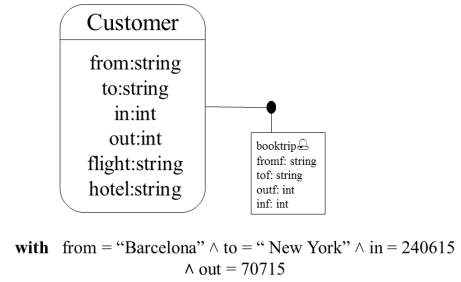 Customer
from:string
to:string
in:int
out:int
flight:string
hotel:string
booktrip
fromf: string
tof: string
outf: int
inf: int
with from = “Barcelona” ^ to = “ New York” ^ in = 240615
^ out = 70715